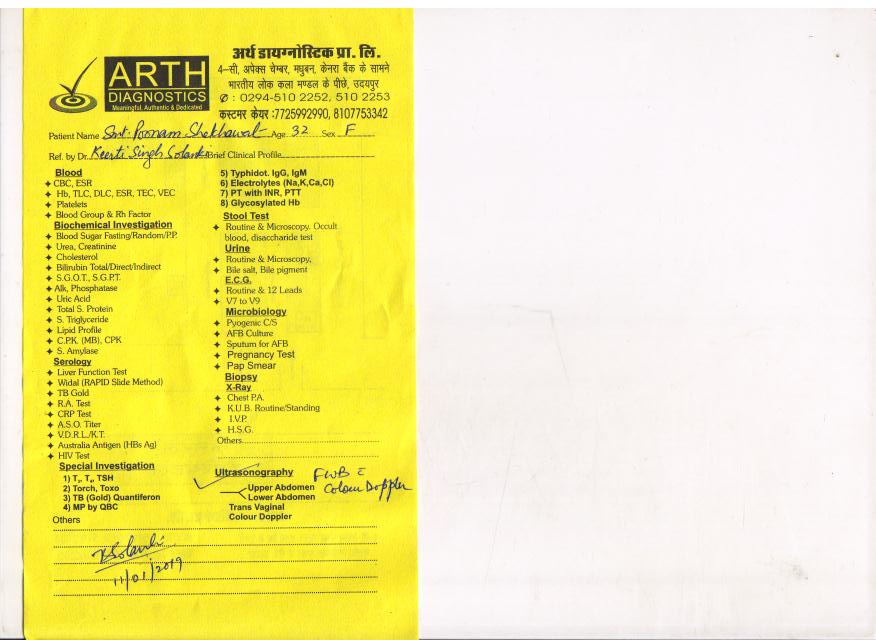 ARTH
DIAGNOSTICS
Meaningful, Authentic & Dedicated
अर्थ डायग्नोस्टिक प्रा. लि.
4–सी, अपेक्स चेम्बर, मधुबन, केनरा बैंक के सामने
भारतीय लोक कला मण्डल के पीछे, उदयपुर
✆ : 0294-510 2252, 510 2253
कस्टमर केयर :7725992990, 8107753342
Patient Name Smt. Poonam Shekhawat Age 32 Sex F
Ref. by Dr. Keerti Singh Solanki Brief Clinical Profile
Blood
✦ CBC, ESR
✦ Hb, TLC, DLC, ESR, TEC, VEC
✦ Platelets
✦ Blood Group & Rh Factor
Biochemical Investigation
✦ Blood Sugar Fasting/Random/P.P.
✦ Urea, Creatinine
✦ Cholesterol
✦ Bilirubin Total/Direct/Indirect
✦ S.G.O.T., S.G.P.T.
✦ Alk, Phosphatase
✦ Uric Acid
✦ Total S. Protein
✦ S. Triglyceride
✦ Lipid Profile
✦ C.P.K. (MB), CPK
✦ S. Amylase
Serology
✦ Liver Function Test
✦ Widal (RAPID Slide Method)
✦ TB Gold
✦ R.A. Test
✦ CRP Test
✦ A.S.O. Titer
✦ V.D.R.L./K.T.
✦ Australia Antigen (HBs Ag)
✦ HIV Test
Special Investigation
1) T₃, T₄, TSH
2) Torch, Toxo
3) TB (Gold) Quantiferon
4) MP by QBC
Others
5) Typhidot. IgG, IgM
6) Electrolytes (Na,K,Ca,Cl)
7) PT with INR, PTT
8) Glycosylated Hb
Stool Test
✦ Routine & Microscopy. Occult
blood, disaccharide test
Urine
✦ Routine & Microscopy,
✦ Bile salt, Bile pigment
E.C.G.
✦ Routine & 12 Leads
✦ V7 to V9
Microbiology
✦ Pyogenic C/S
✦ AFB Culture
✦ Sputum for AFB
✦ Pregnancy Test
✦ Pap Smear
Biopsy
X-Ray
✦ Chest P.A.
✦ K.U.B. Routine/Standing
✦ I.V.P.
✦ H.S.G.
Others
Ultrasonography
Upper Abdomen
Lower Abdomen
Trans Vaginal
Colour Doppler
FWB
Colour Doppler
KSolanki
11/01/2019